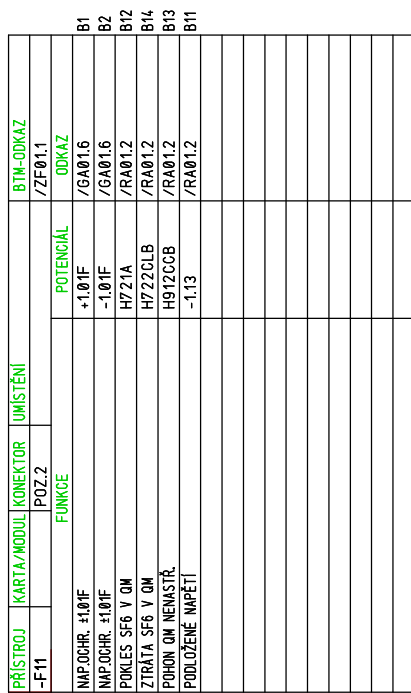 PŘÍSTROJ KARTA/MODUL KONEKTOR UMÍSTĚNÍ BTM-ODKAZ
-F11 POZ.2 /ZF01.1
FUNKCE POTENCIÁL ODKAZ
NAP.OCHR. ±1.01F +1.01F /GA01.6 B1
NAP.OCHR. ±1.01F -1.01F /GA01.6 B2
POKLES SF6 V QM H721A /RA01.2 B12
ZTRÁTA SF6 V QM H722CLB /RA01.2 B14
POHON QM NENASTŘ. H912CCB /RA01.2 B13
PODLOŽENÉ NAPĚTÍ -1.13 /RA01.2 B11